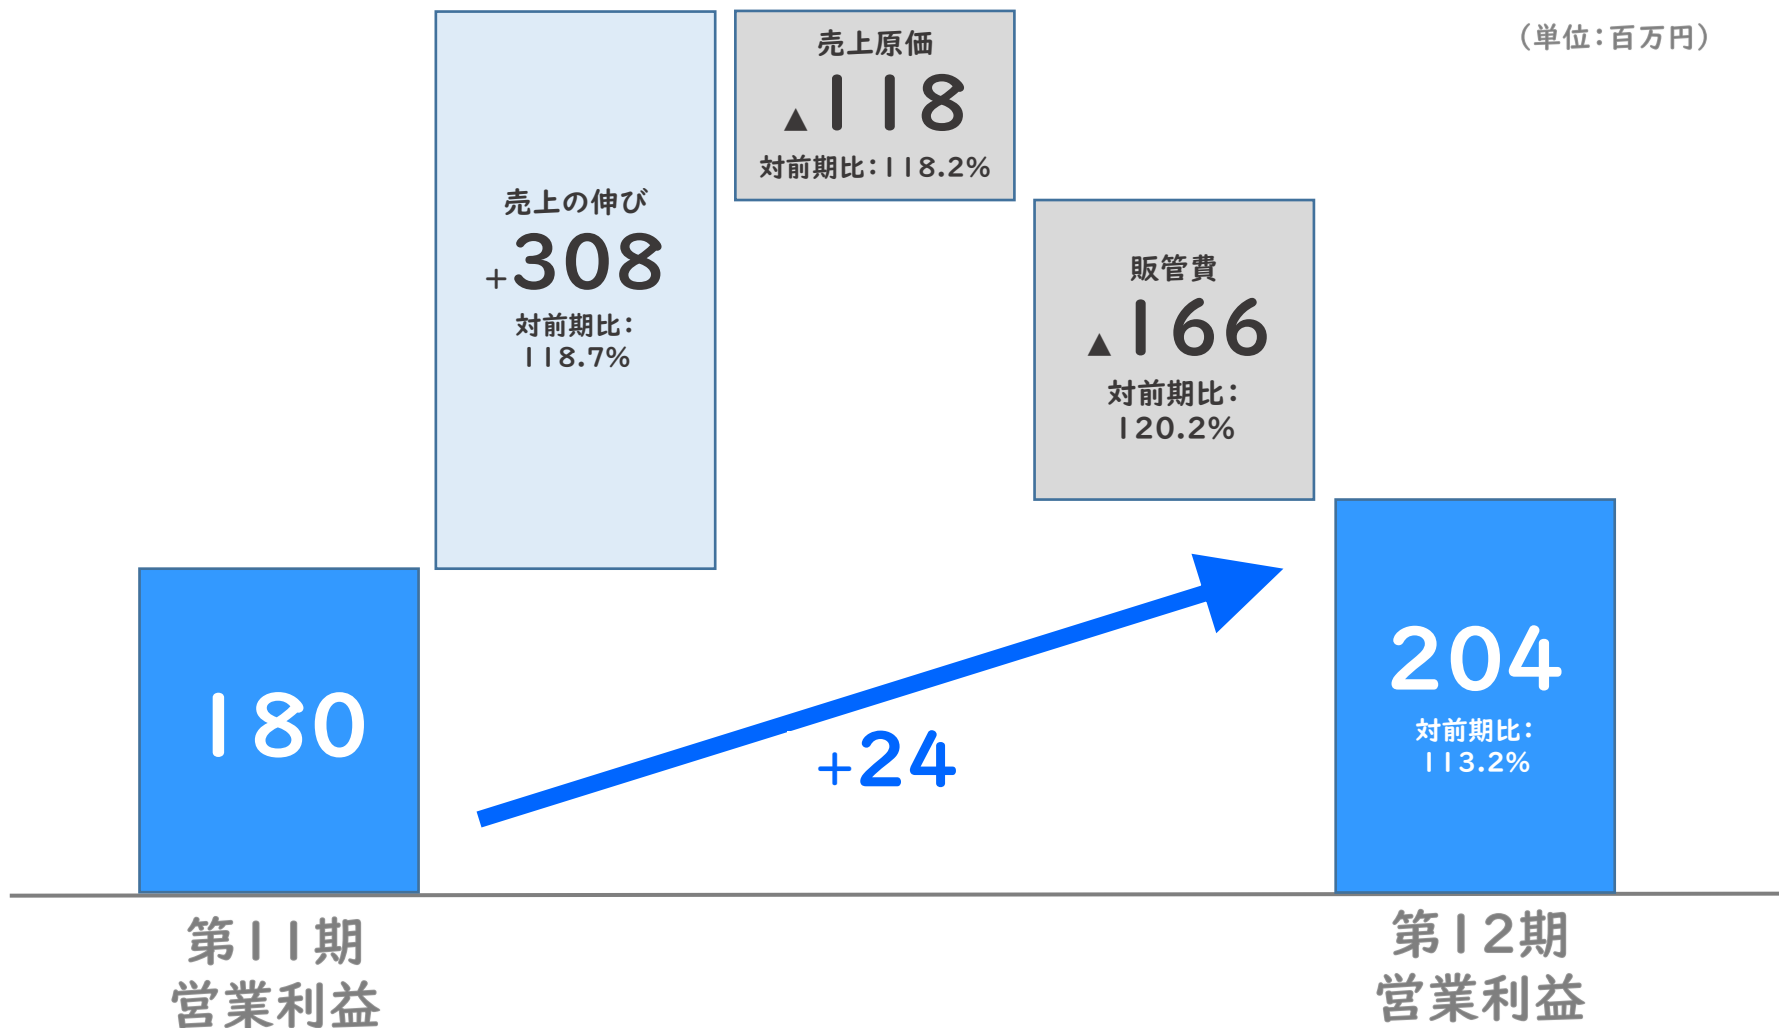 （単位：百万円）
売上原価
▲118
対前期比：118.2%
売上の伸び
+308
対前期比：
118.7%
販管費
▲166
対前期比：
120.2%
180
+24
204
対前期比：
113.2%
第11期
営業利益
第12期
営業利益